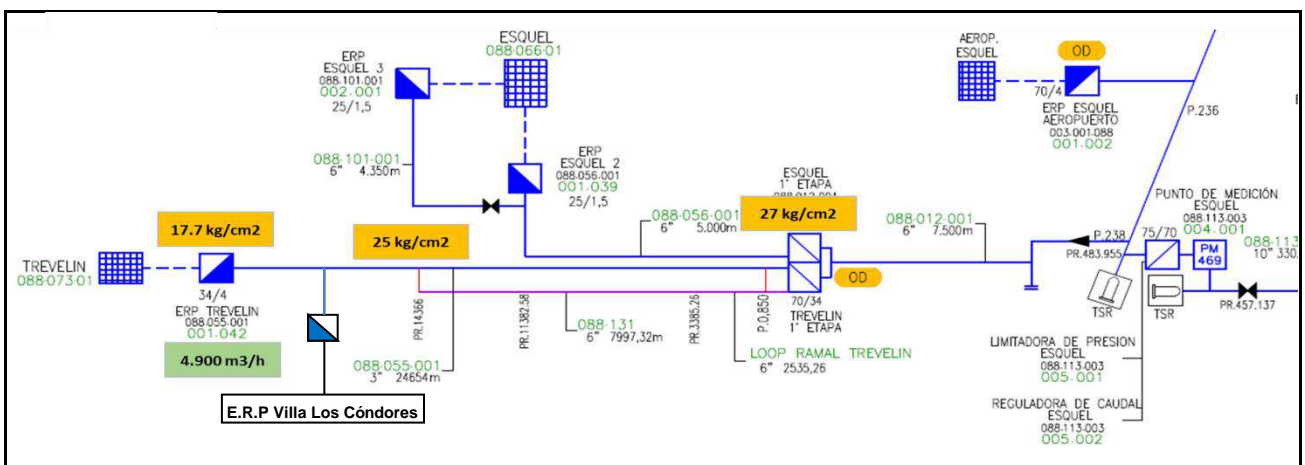 ERP
ESQUEL 3
088.101.001
002.001
25/1,5
ESQUEL
088-066-01
088-101-001
6" 4.350m
ERP
ESQUEL 2
088.056.001
001.039
25/1,5
AEROP.
ESQUEL
OD
70/4
ERP ESQUEL
AEROPUERTO
003.001.088
001.002
P.236
17.7 kg/cm2
25 kg/cm2
088-056-001
6" 5.000m
ESQUEL
1° ETAPA
27 kg/cm2
088-012-001
6" 7.500m
PUNTO DE MEDICIÓN
ESQUEL
088.113.003
004.001
75/70
PM
469
10" 330.
P.238
PR.483.955
TSR
TSR
PR.457.137
TREVELIN
088-073-01
34/4
ERP TREVELIN
088.055.001
001.042
4.900 m3/h
E.R.P Villa Los Cóndores
PR.14366
088-055-001
3" 24654m
PR.11382.58
088-131
6" 7997,32m
PR.3385.26
P.0,850
LOOP RAMAL TREVELIN
6" 2535,26
OD
70/34
TREVELIN
1° ETAPA
LIMITADORA DE PRESION
ESQUEL
088.113.003
005.001
REGULADORA DE CAUDAL
ESQUEL
088.113.003
005.002